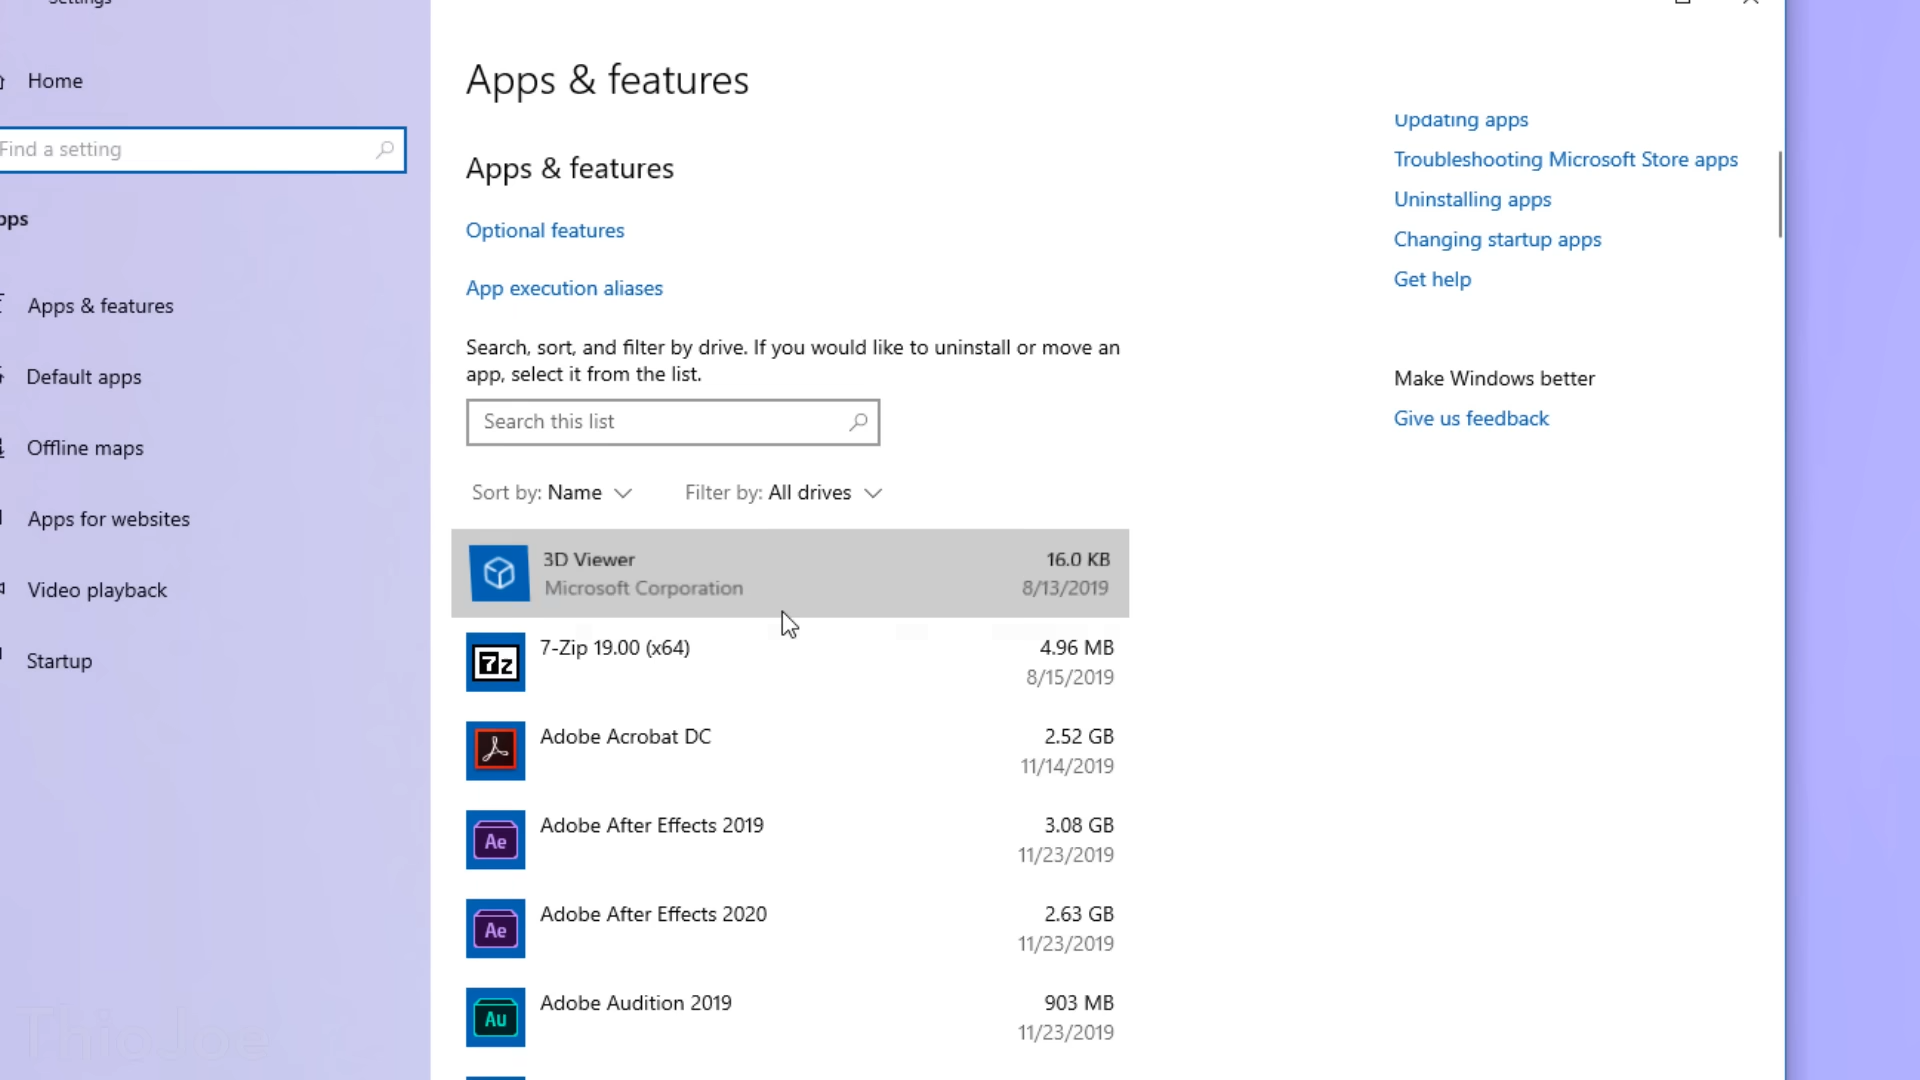 Settings
Home
Find a setting
Apps & features
Default apps
Offline maps
Apps for websites
Video playback
Startup
ThioJoe
Apps & features
Apps & features
Optional features
App execution aliases
Search, sort, and filter by drive. If you would like to uninstall or move an
app, select it from the list.
Search this list
Sort by: Name
Filter by: All drives
3D Viewer 16.0 KB
Microsoft Corporation 8/13/2019
7z
7-Zip 19.00 (x64) 4.96 MB
8/15/2019
Adobe Acrobat DC 2.52 GB
11/14/2019
Ae
Adobe After Effects 2019 3.08 GB
11/23/2019
Ae
Adobe After Effects 2020 2.63 GB
11/23/2019
Au
Adobe Audition 2019 903 MB
11/23/2019
Updating apps
Troubleshooting Microsoft Store apps
Uninstalling apps
Changing startup apps
Get help
Make Windows better
Give us feedback